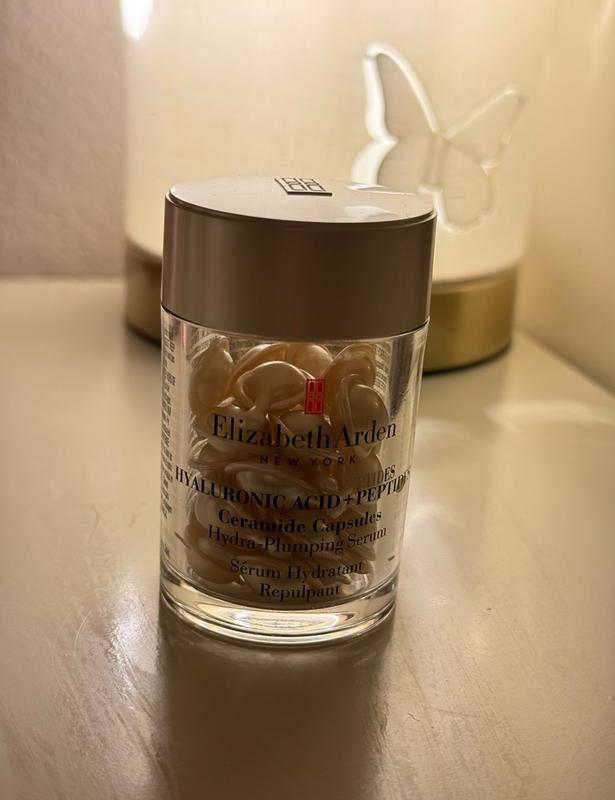 Elizabeth Arden
NEW YORK
HYALURONIC ACID + PEPTIDES
Ceramide Capsules
Hydra-Plumping Serum
Sérum Hydratant
Repulpant